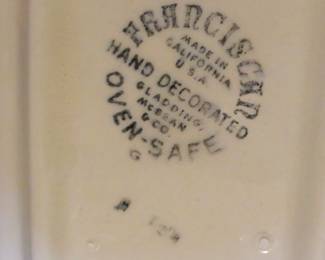 FRANCISCAN
MADE IN
CALIFORNIA
U.S.A.
HAND DECORATED
GLADDING,
McBEAN
& CO.
OVEN-SAFE
G